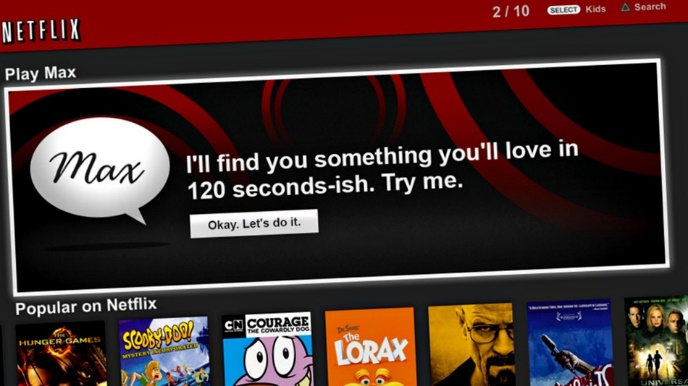 NETFLIX
2 / 10
SELECT Kids
Search
Play Max
Max
I'll find you something you'll love in
120 seconds-ish. Try me.
Okay. Let's do it.
Popular on Netflix
THE
HUNGER GAMES
SCOOBY-DOO!
MYSTERY INCORPORATED
CN COURAGE
THE COWARDLY DOG
Dr. Seuss'
The
LORAX